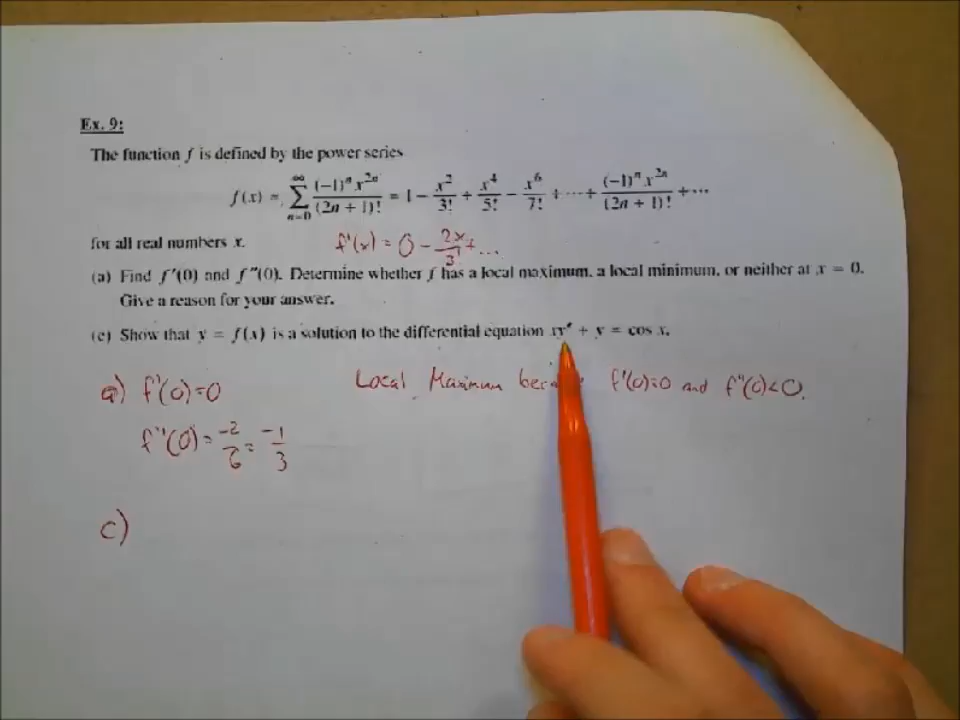 Ex. 9:
The function f is defined by the power series
f(x) = ∑_{n=0}^{∞} (-1)^n x^{2n} / (2n + 1)! = 1 - x^2/3! + x^4/5! - x^6/7! + ⋯ + (-1)^n x^{2n} / (2n + 1)! + ⋯
for all real numbers x.
f'(x) = 0 - 2x/3! + ...
(a) Find f'(0) and f''(0). Determine whether f has a local maximum, a local minimum, or neither at x = 0.
Give a reason for your answer.
(c) Show that y = f(x) is a solution to the differential equation xy' + y = cos x.
a) f'(0)=0
Local Maximum f'(0)=0 and f''(0)<0.
f''(0) = -2/6 = -1/3
c)